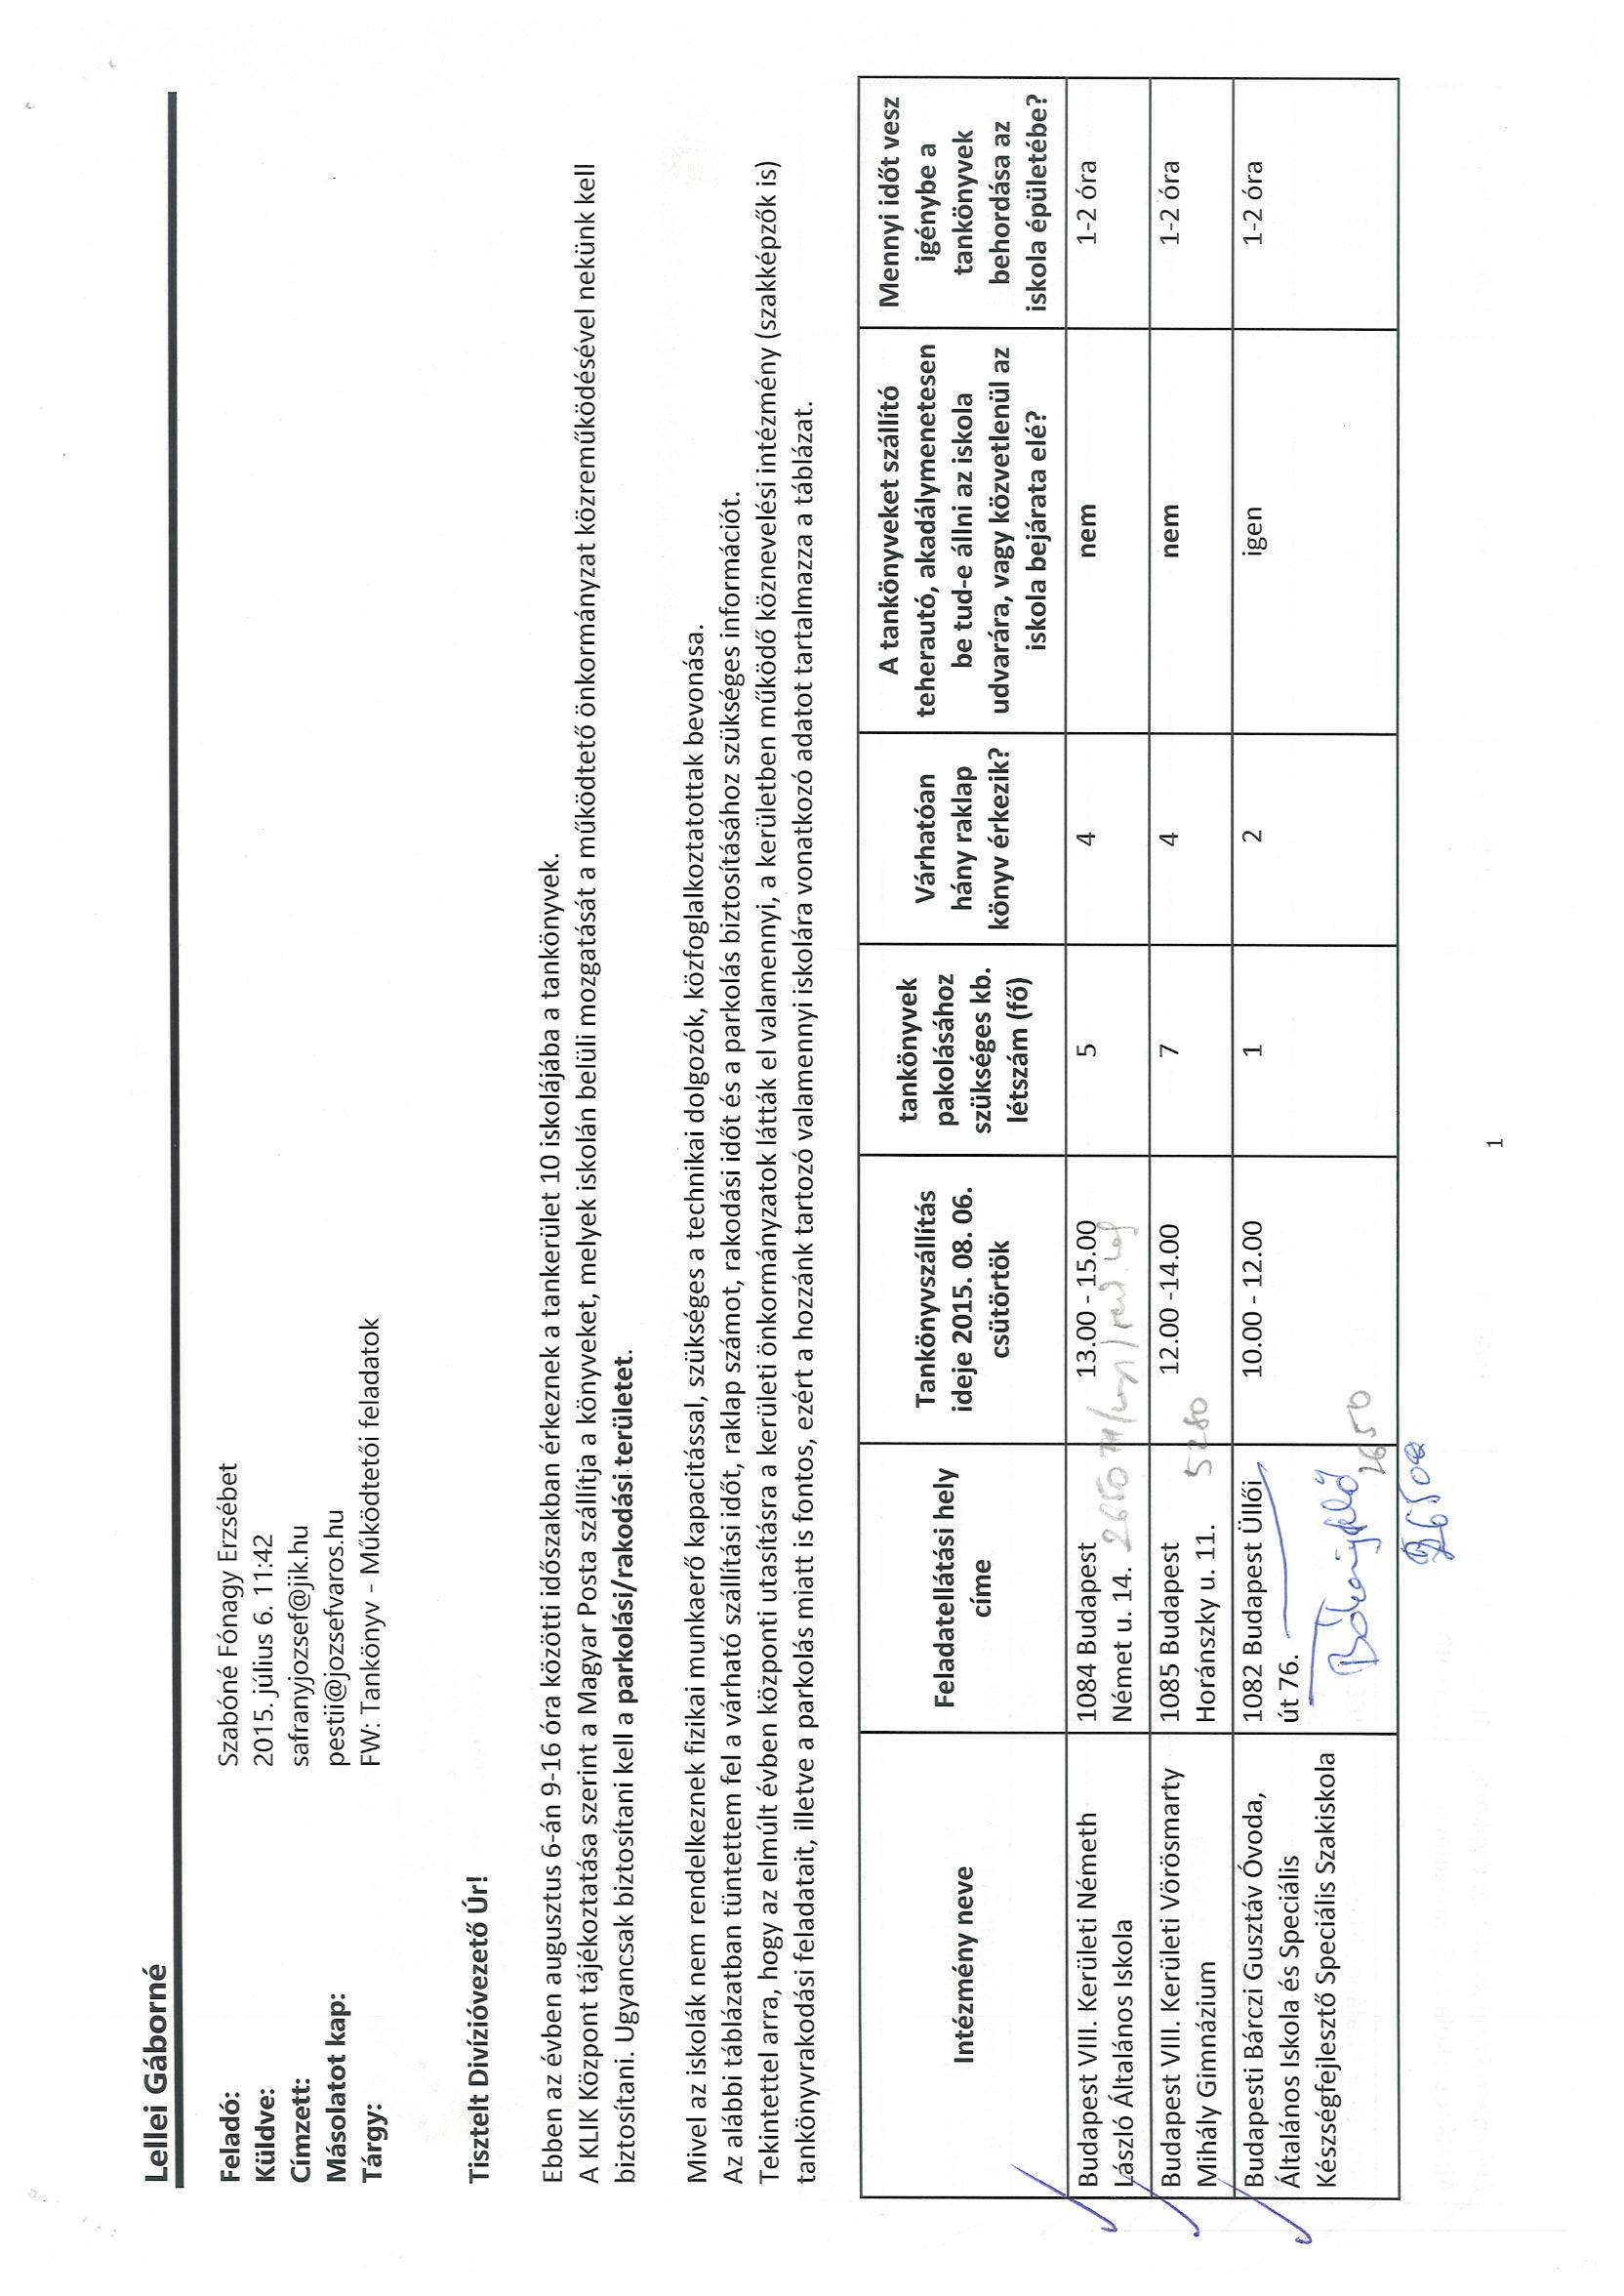 Lellei Gáborné
Feladó: Szabóné Fónagy Erzsébet
Küldve: 2015. július 6. 11:42
Címzett: safranyjozsef@jik.hu
Másolatot kap: pestii@jozsefvaros.hu
Tárgy: FW: Tankönyv - Működtetői feladatok
Tisztelt Divízióvezető Úr!
Ebben az évben augusztus 6-án 9-16 óra közötti időszakban érkeznek a tankerület 10 iskolájába a tankönyvek.
A KLIK Központ tájékoztatása szerint a Magyar Posta szállítja a könyveket, melyek iskolán belüli mozgatását a működtető önkormányzat közreműködésével nekünk kell
biztosítani. Ugyancsak biztosítani kell a parkolási/rakodási területet.
Mivel az iskolák nem rendelkeznek fizikai munkaerő kapacitással, szükséges a technikai dolgozók, közfoglalkoztatottak bevonása.
Az alábbi táblázatban tüntettem fel a várható szállítási időt, raklap számot, rakodási időt és a parkolás biztosításához szükséges információt.
Tekintettel arra, hogy az elmúlt évben központi utasításra a kerületi önkormányzatok látták el valamennyi, a kerületben működő köznevelési intézmény (szakképzők is)
tankönyvrakodási feladatait, illetve a parkolás miatt is fontos, ezért a hozzánk tartozó valamennyi iskolára vonatkozó adatot tartalmazza a táblázat.
Intézmény neve
Feladatellátási hely
címe
Tankönyvszállítás
ideje 2015. 08. 06.
csütörtök
tankönyvek
pakolásához
szükséges kb.
létszám (fő)
Várhatóan
hány raklap
könyv érkezik?
A tankönyveket szállító
teherautó, akadálymenetesen
be tud-e állni az iskola
udvarára, vagy közvetlenül az
iskola bejárata elé?
Mennyi időt vesz
igénybe a
tankönyvek
behordása az
iskola épületébe?
Budapest VIII. Kerületi Németh
László Általános Iskola
1084 Budapest
Német u. 14.
2650
13.00 - 15.00
5
4
nem
1-2 óra
Budapest VIII. Kerületi Vörösmarty
Mihály Gimnázium
1085 Budapest
Horánszky u. 11.
5280
12.00 -14.00
7
4
nem
1-2 óra
Budapesti Bárczi Gusztáv Óvoda,
Általános Iskola és Speciális
Készségfejlesztő Speciális Szakiskola
1082 Budapest Üllői
út 76.
2650
10.00 - 12.00
1
2
igen
1-2 óra
1